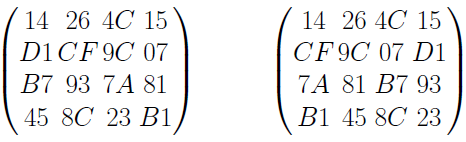 14 26 4C 15 14 26 4C 15
D1 CF 9C 07 CF 9C 07 D1
B7 93 7A 81 7A 81 B7 93
45 8C 23 B1 B1 45 8C 23